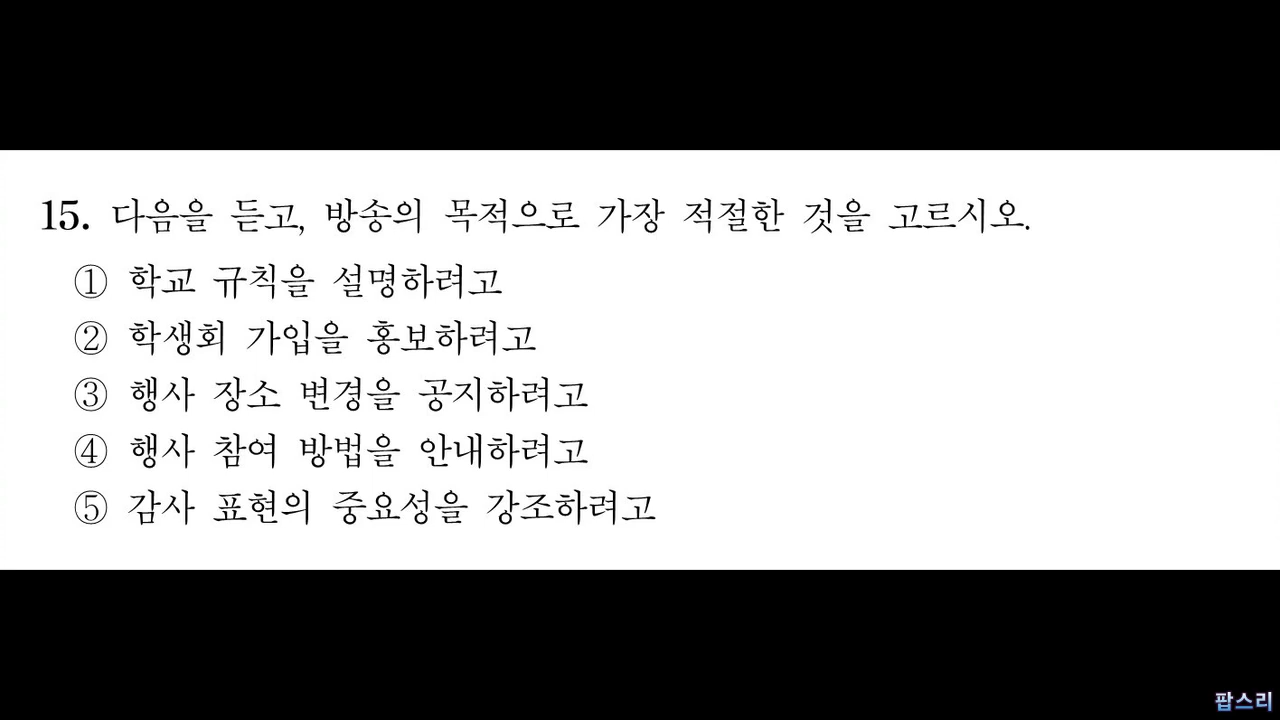 15. 다음을 듣고, 방송의 목적으로 가장 적절한 것을 고르시오.
① 학교 규칙을 설명하려고
② 학생회 가입을 홍보하려고
③ 행사 장소 변경을 공지하려고
④ 행사 참여 방법을 안내하려고
⑤ 감사 표현의 중요성을 강조하려고
팝스리